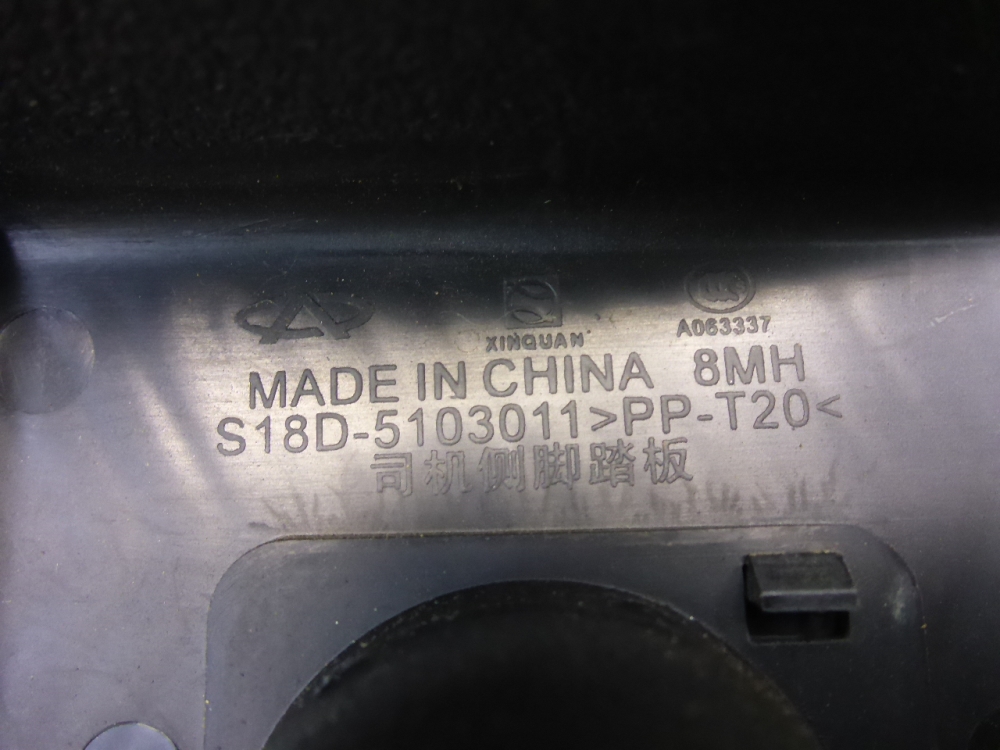 XINQUAN
A063337
MADE IN CHINA 8MH
S18D-5103011>PP-T20<
司机侧脚踏板